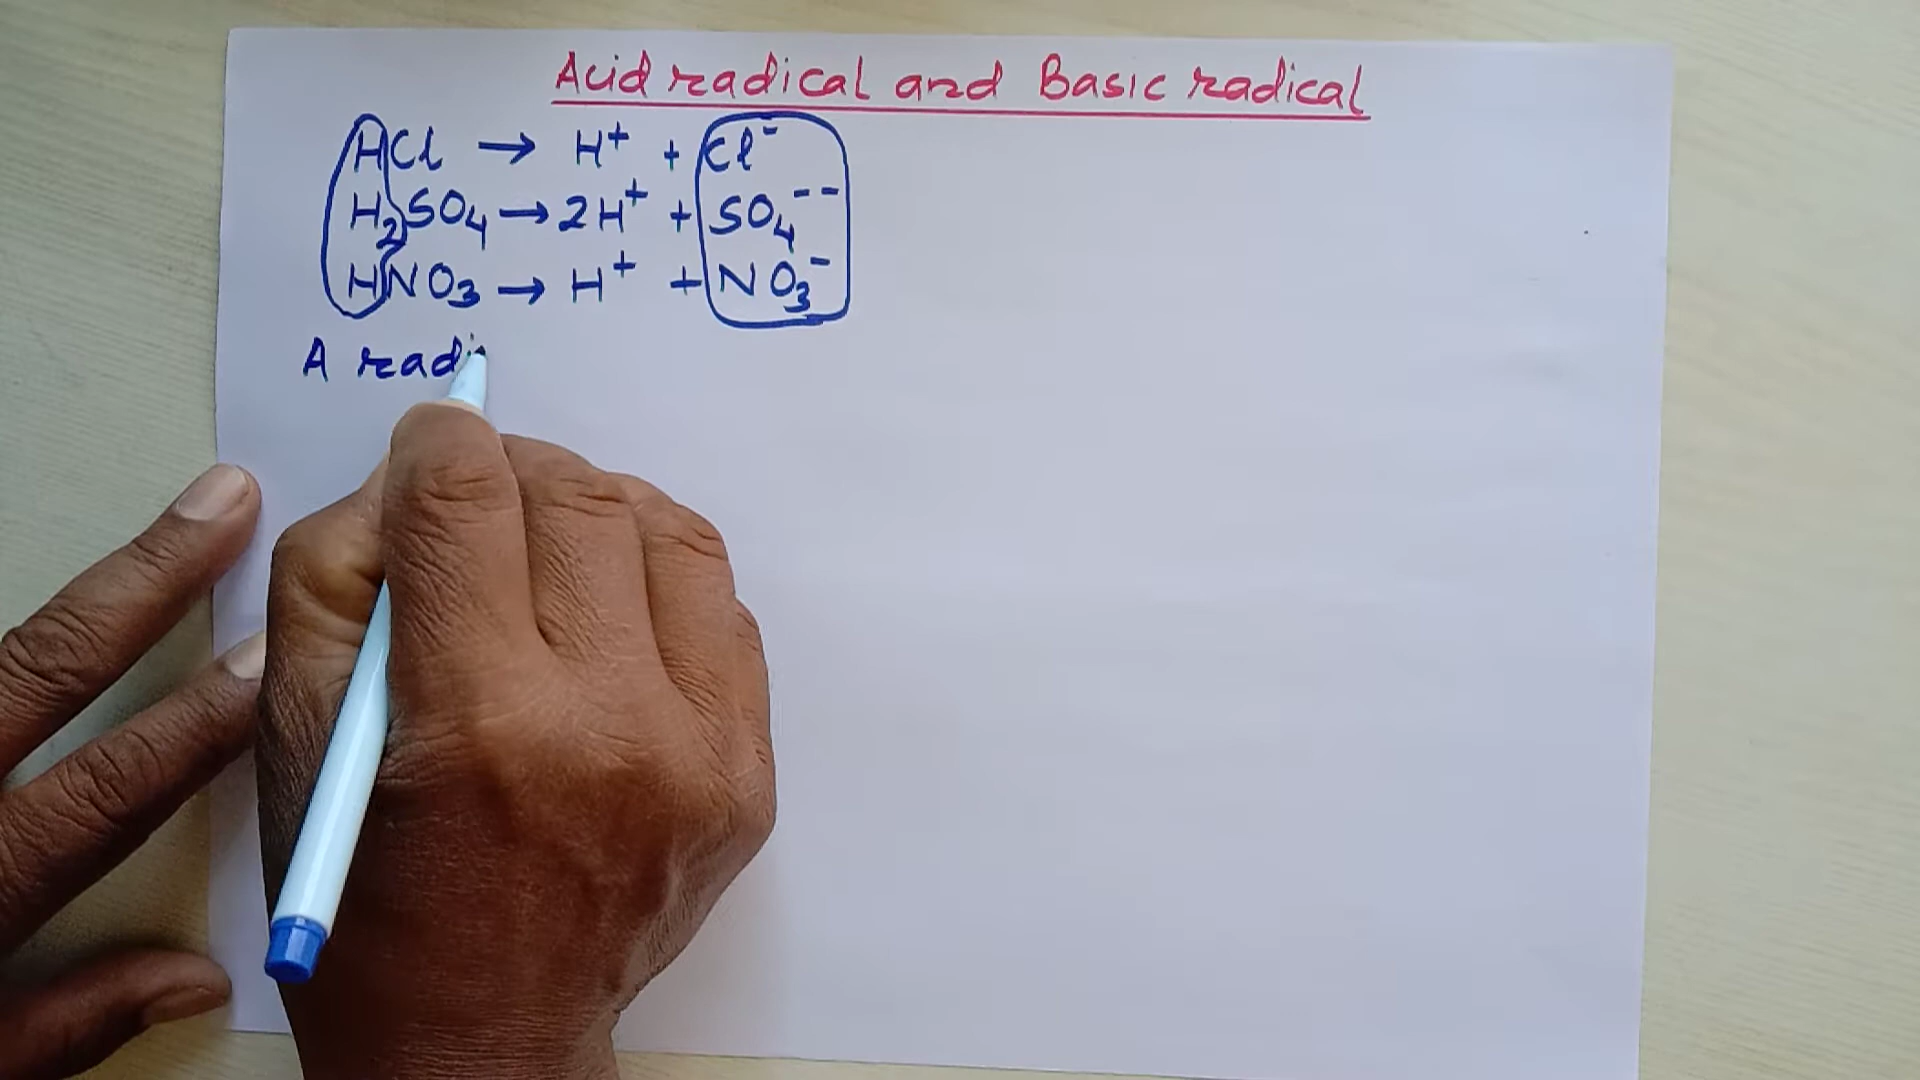 Acid radical and Basic radical
HCl → H⁺ + Cl⁻
H₂SO₄ → 2H⁺ + SO₄⁻⁻
HNO₃ → H⁺ + NO₃⁻
A radi